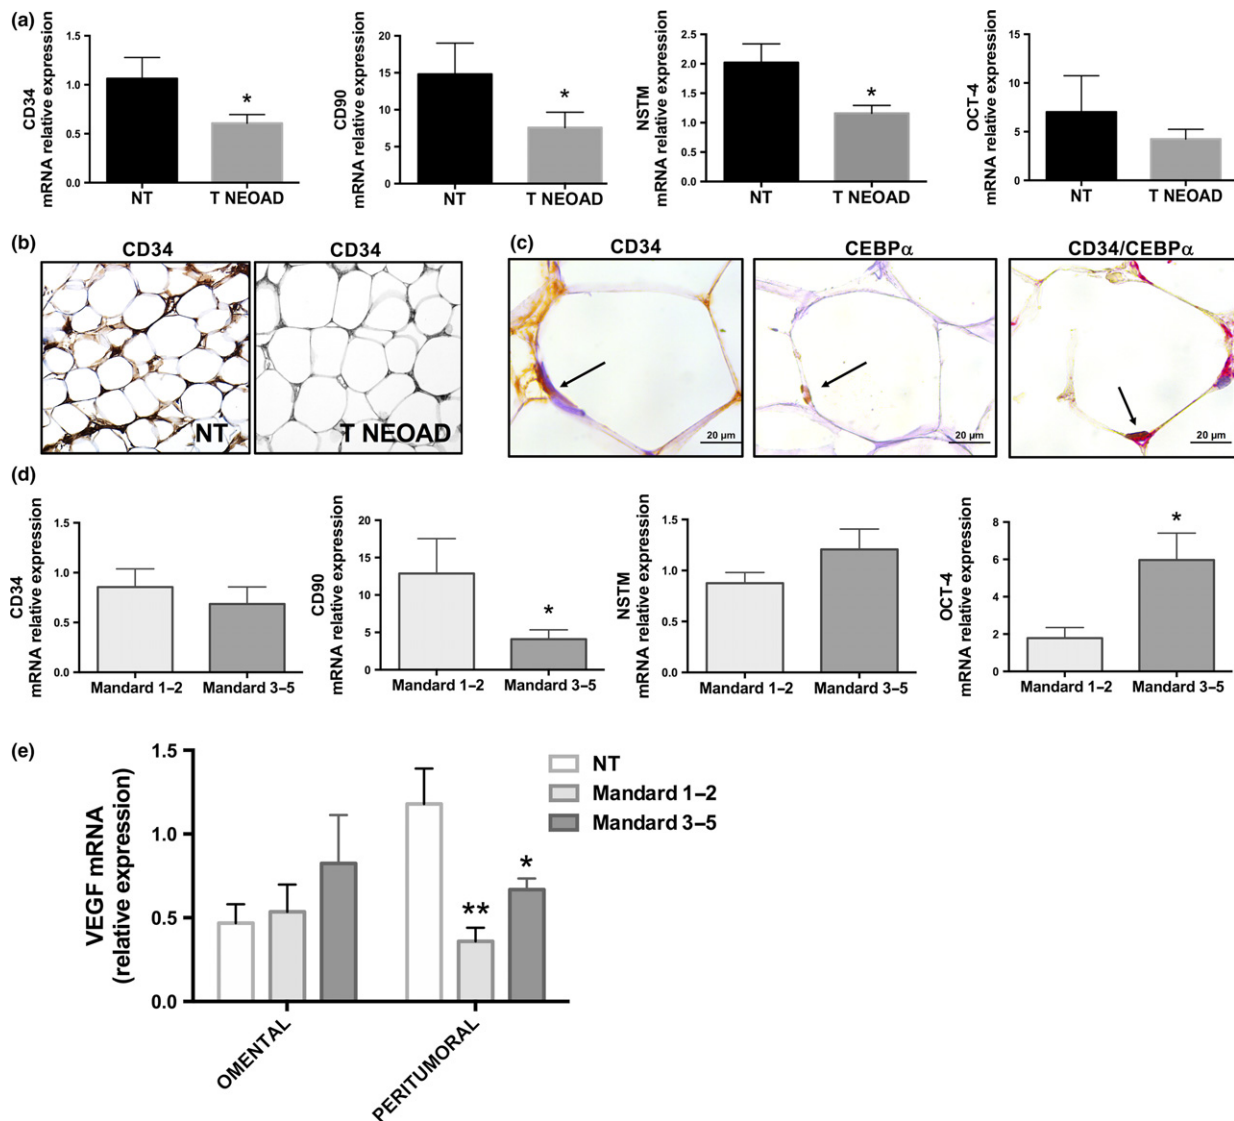 (a)
CD34
mRNA relative expression
1.5
1.0
0.5
0.0
NT
T NEOAD
*
CD90
mRNA relative expression
20
15
10
5
0
NT
T NEOAD
*
NSTM
mRNA relative expression
2.5
2.0
1.5
1.0
0.5
0.0
NT
T NEOAD
*
OCT-4
mRNA relative expression
15
10
5
0
NT
T NEOAD
(b)
CD34
NT
CD34
T NEOAD
(c)
CD34
20 µm
CEBPα
20 µm
CD34/CEBPα
20 µm
(d)
CD34
mRNA relative expression
1.5
1.0
0.5
0.0
Mandard 1–2
Mandard 3–5
CD90
mRNA relative expression
20
15
10
5
0
Mandard 1–2
Mandard 3–5
*
NSTM
mRNA relative expression
1.5
1.0
0.5
0.0
Mandard 1–2
Mandard 3–5
OCT-4
mRNA relative expression
8
6
4
2
0
Mandard 1–2
Mandard 3–5
*
(e)
VEGF mRNA
(relative expression)
1.5
1.0
0.5
0.0
OMENTAL
PERITUMORAL
**
*
NT
Mandard 1–2
Mandard 3–5